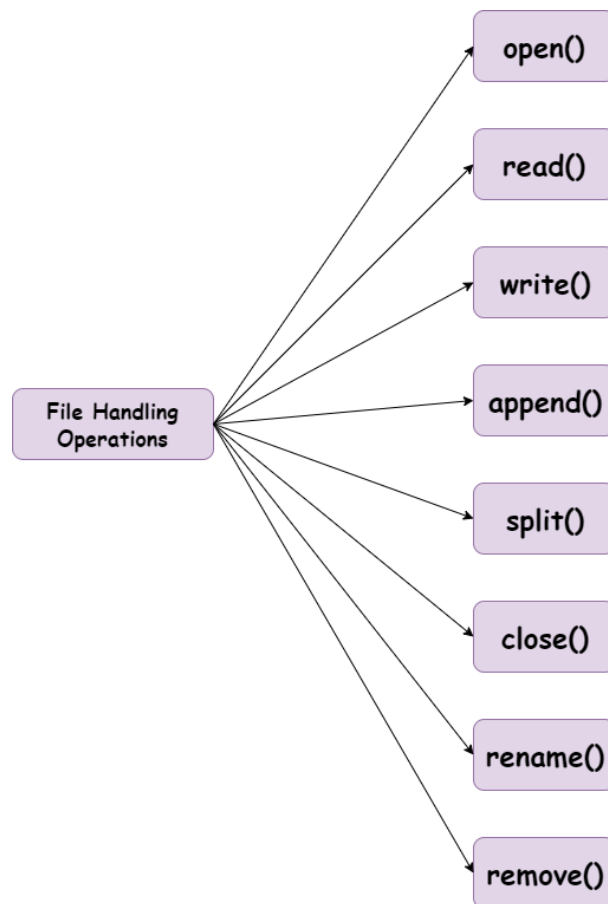 open()
read()
write()
File Handling
Operations
append()
split()
close()
rename()
remove()